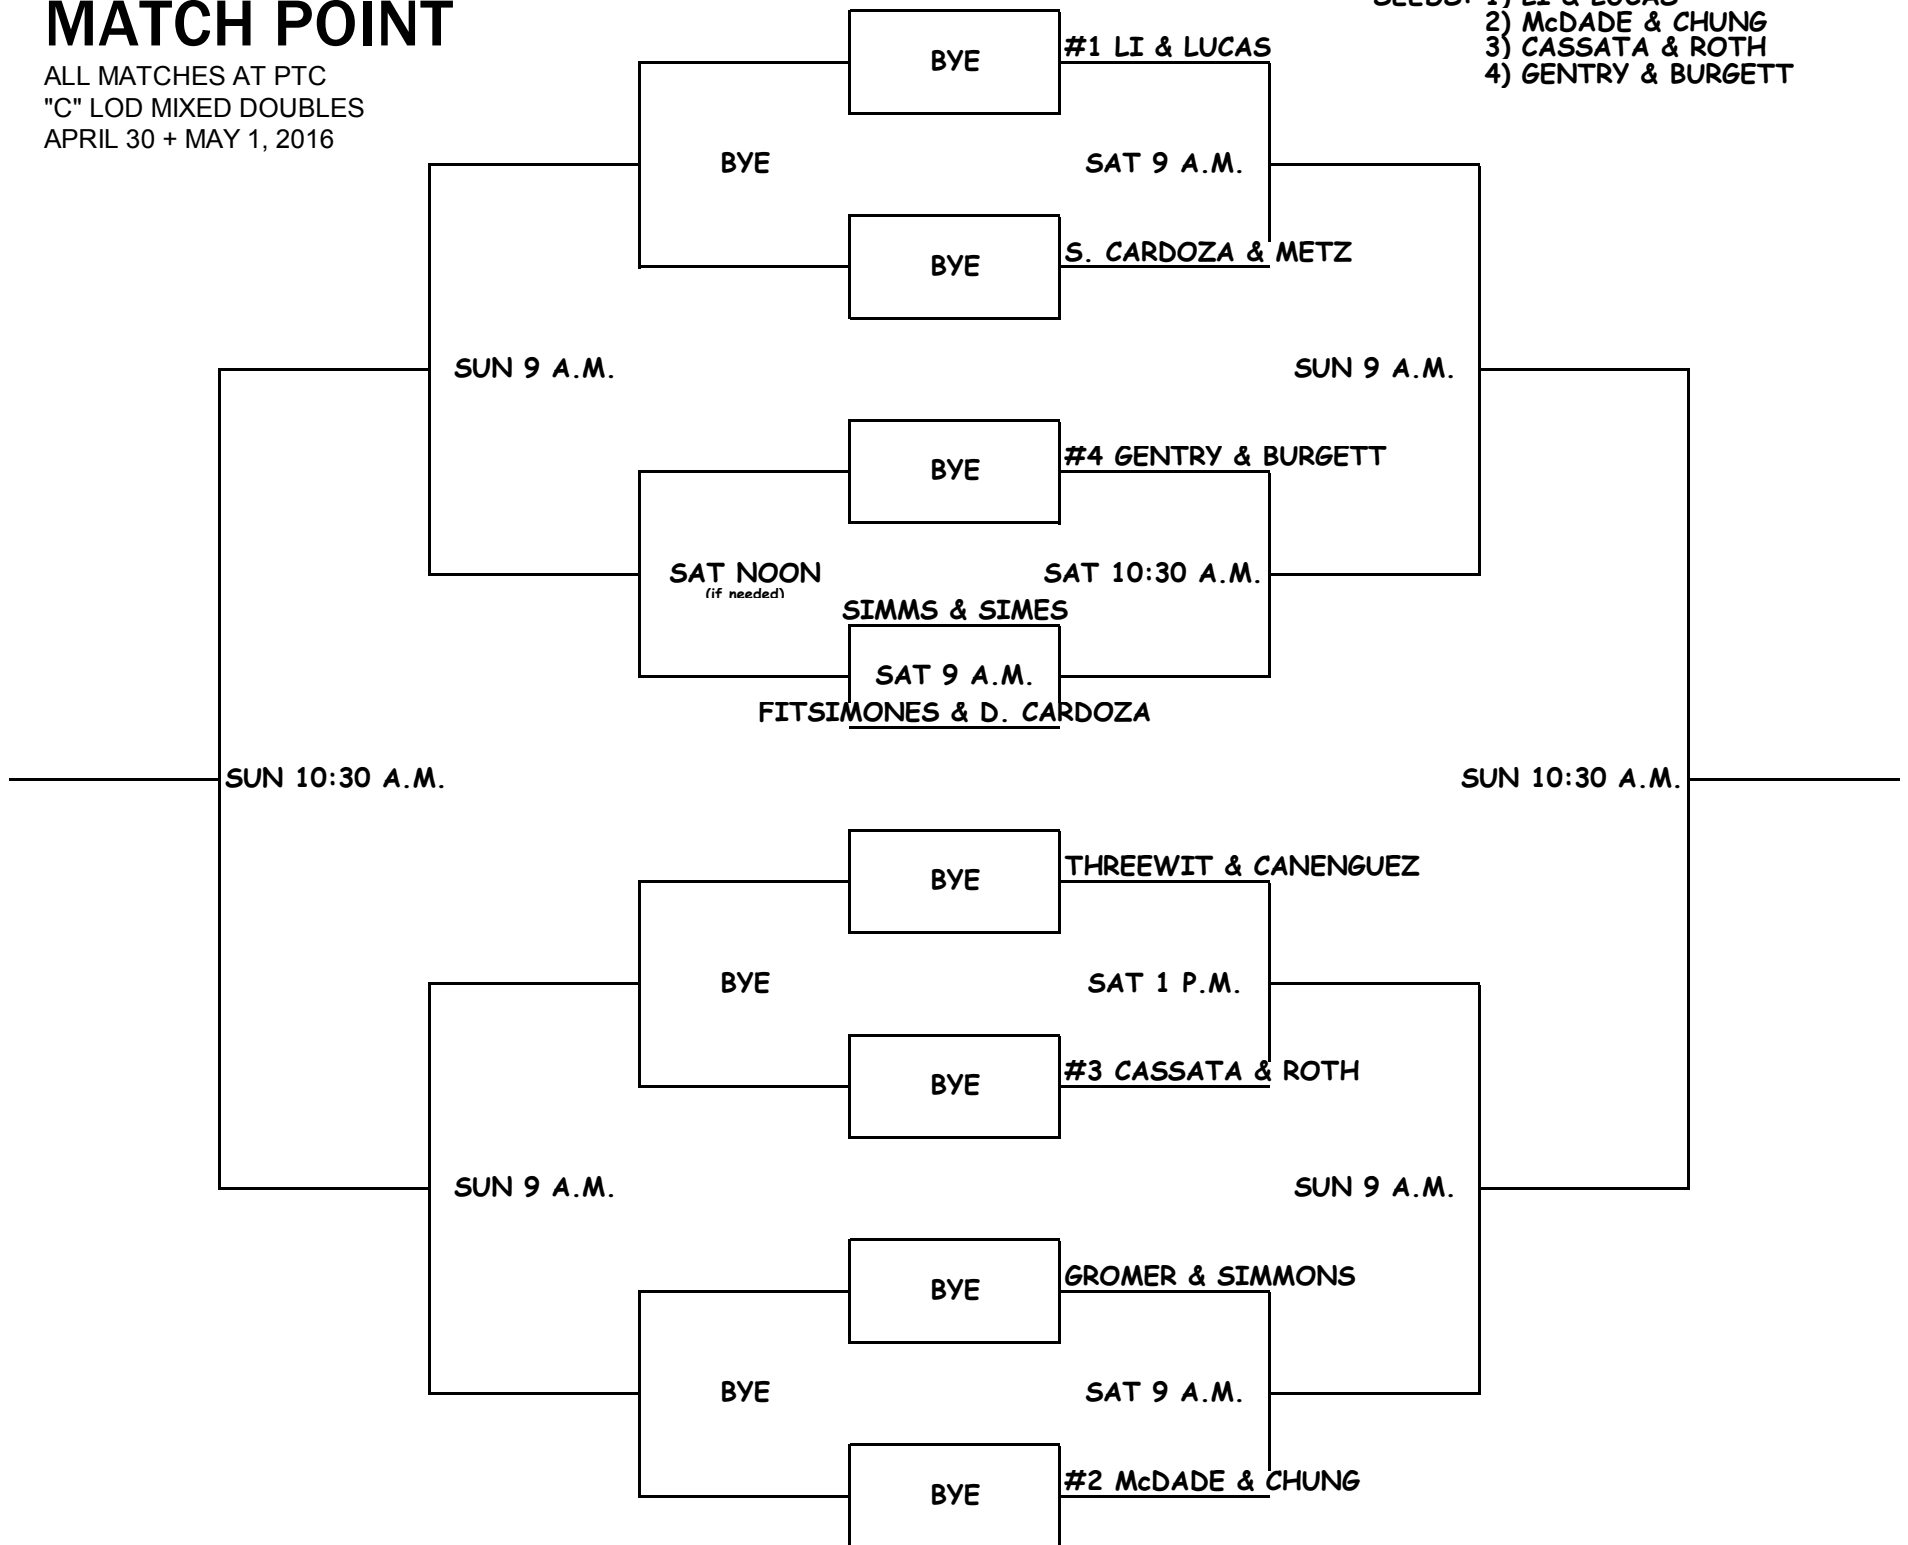 MATCH POINT
ALL MATCHES AT PTC
"C" LOD MIXED DOUBLES
APRIL 30 + MAY 1, 2016
SEEDS: 1) LI & LUCAS
2) McDADE & CHUNG
3) CASSATA & ROTH
4) GENTRY & BURGETT
BYE
#1 LI & LUCAS
BYE
SAT 9 A.M.
BYE
S. CARDOZA & METZ
SUN 9 A.M.
SUN 9 A.M.
BYE
#4 GENTRY & BURGETT
SAT NOON
(if needed)
SAT 10:30 A.M.
SIMMS & SIMES
SAT 9 A.M.
FITSIMONES & D. CARDOZA
SUN 10:30 A.M.
SUN 10:30 A.M.
BYE
THREEWIT & CANENGUEZ
BYE
SAT 1 P.M.
BYE
#3 CASSATA & ROTH
SUN 9 A.M.
SUN 9 A.M.
BYE
GROMER & SIMMONS
BYE
SAT 9 A.M.
BYE
#2 McDADE & CHUNG